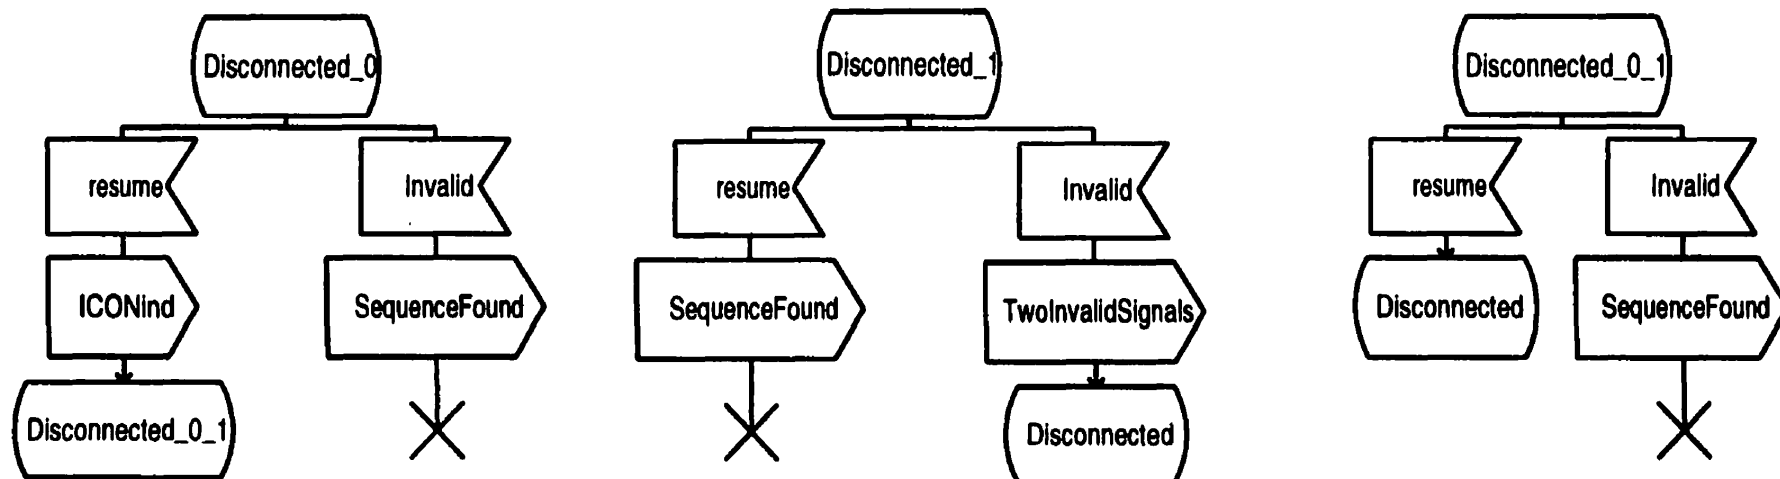 Disconnected_0
resume
Invalid
ICONind
SequenceFound
Disconnected_0_1
Disconnected_1
resume
Invalid
SequenceFound
TwoInvalidSignals
Disconnected
Disconnected_0_1
resume
Invalid
Disconnected
SequenceFound